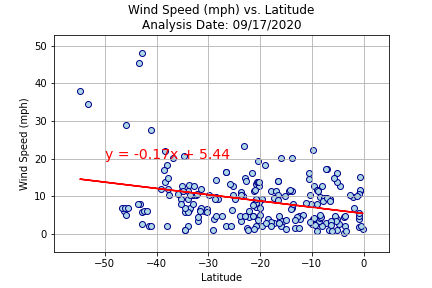 Wind Speed (mph) vs. Latitude
Analysis Date: 09/17/2020
Wind Speed (mph)
50
40
30
20
10
0
y = -0.17x + 5.44
−50
−40
−30
−20
−10
0
Latitude